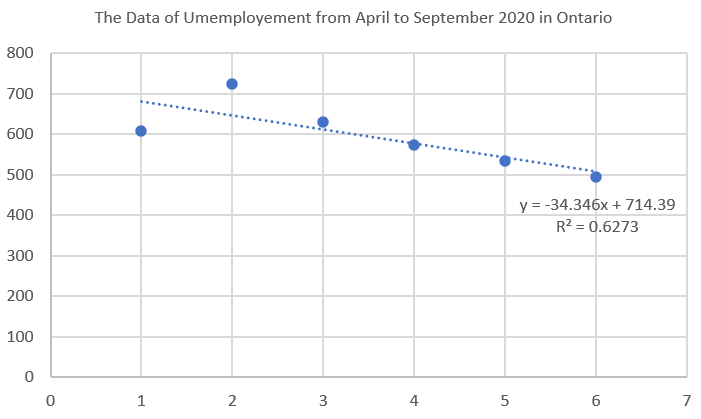 The Data of Umemployement from April to September 2020 in Ontario
800
700
600
500
400
300
200
100
0
y = -34.346x + 714.39
R² = 0.6273
0 1 2 3 4 5 6 7